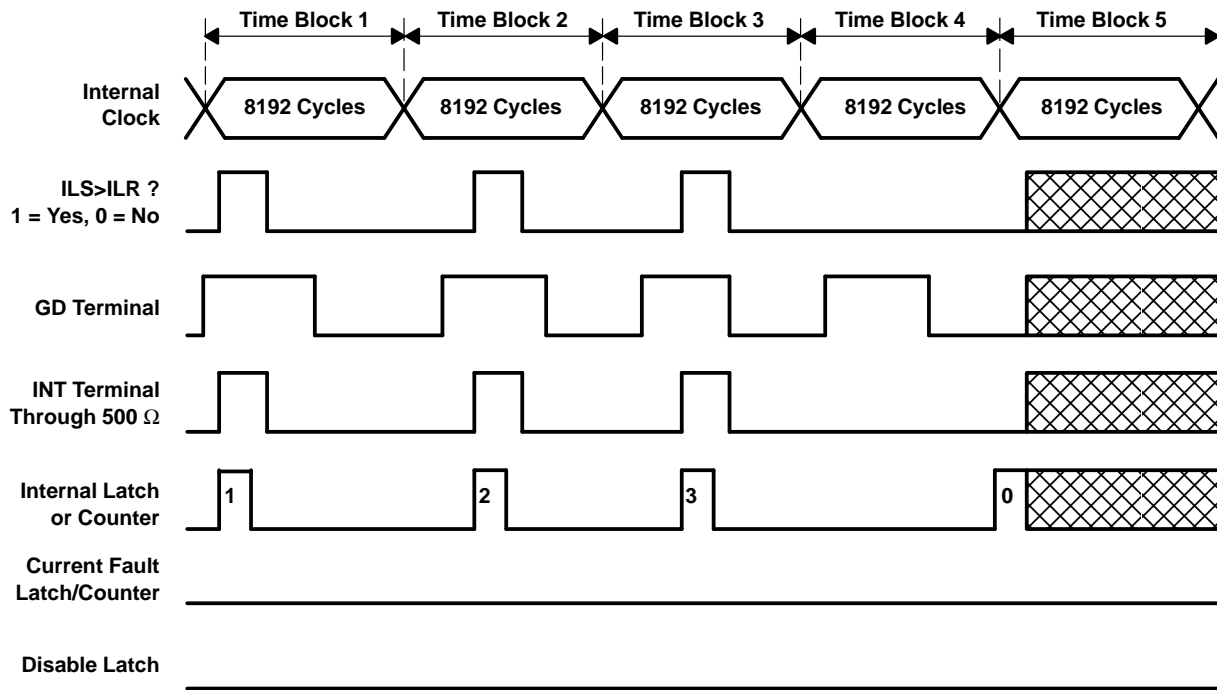 Time Block 1 Time Block 2 Time Block 3 Time Block 4 Time Block 5
Internal
Clock
8192 Cycles 8192 Cycles 8192 Cycles 8192 Cycles 8192 Cycles
ILS>ILR ?
1 = Yes, 0 = No
GD Terminal
INT Terminal
Through 500 Ω
Internal Latch
or Counter
1 2 3 0
Current Fault
Latch/Counter
Disable Latch